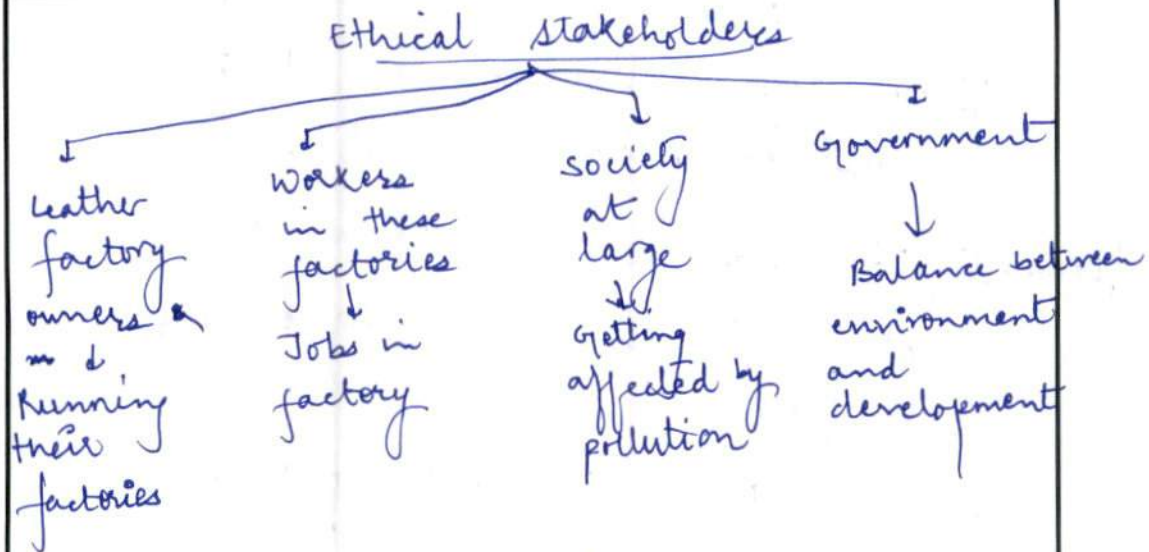 Ethical stakeholders
Leather
factory
owners
Running
their
factories
Workers
in these
factories
Jobs in
factory
society
at
large
Getting
affected by
pollution
Government
Balance between
environment
and
development